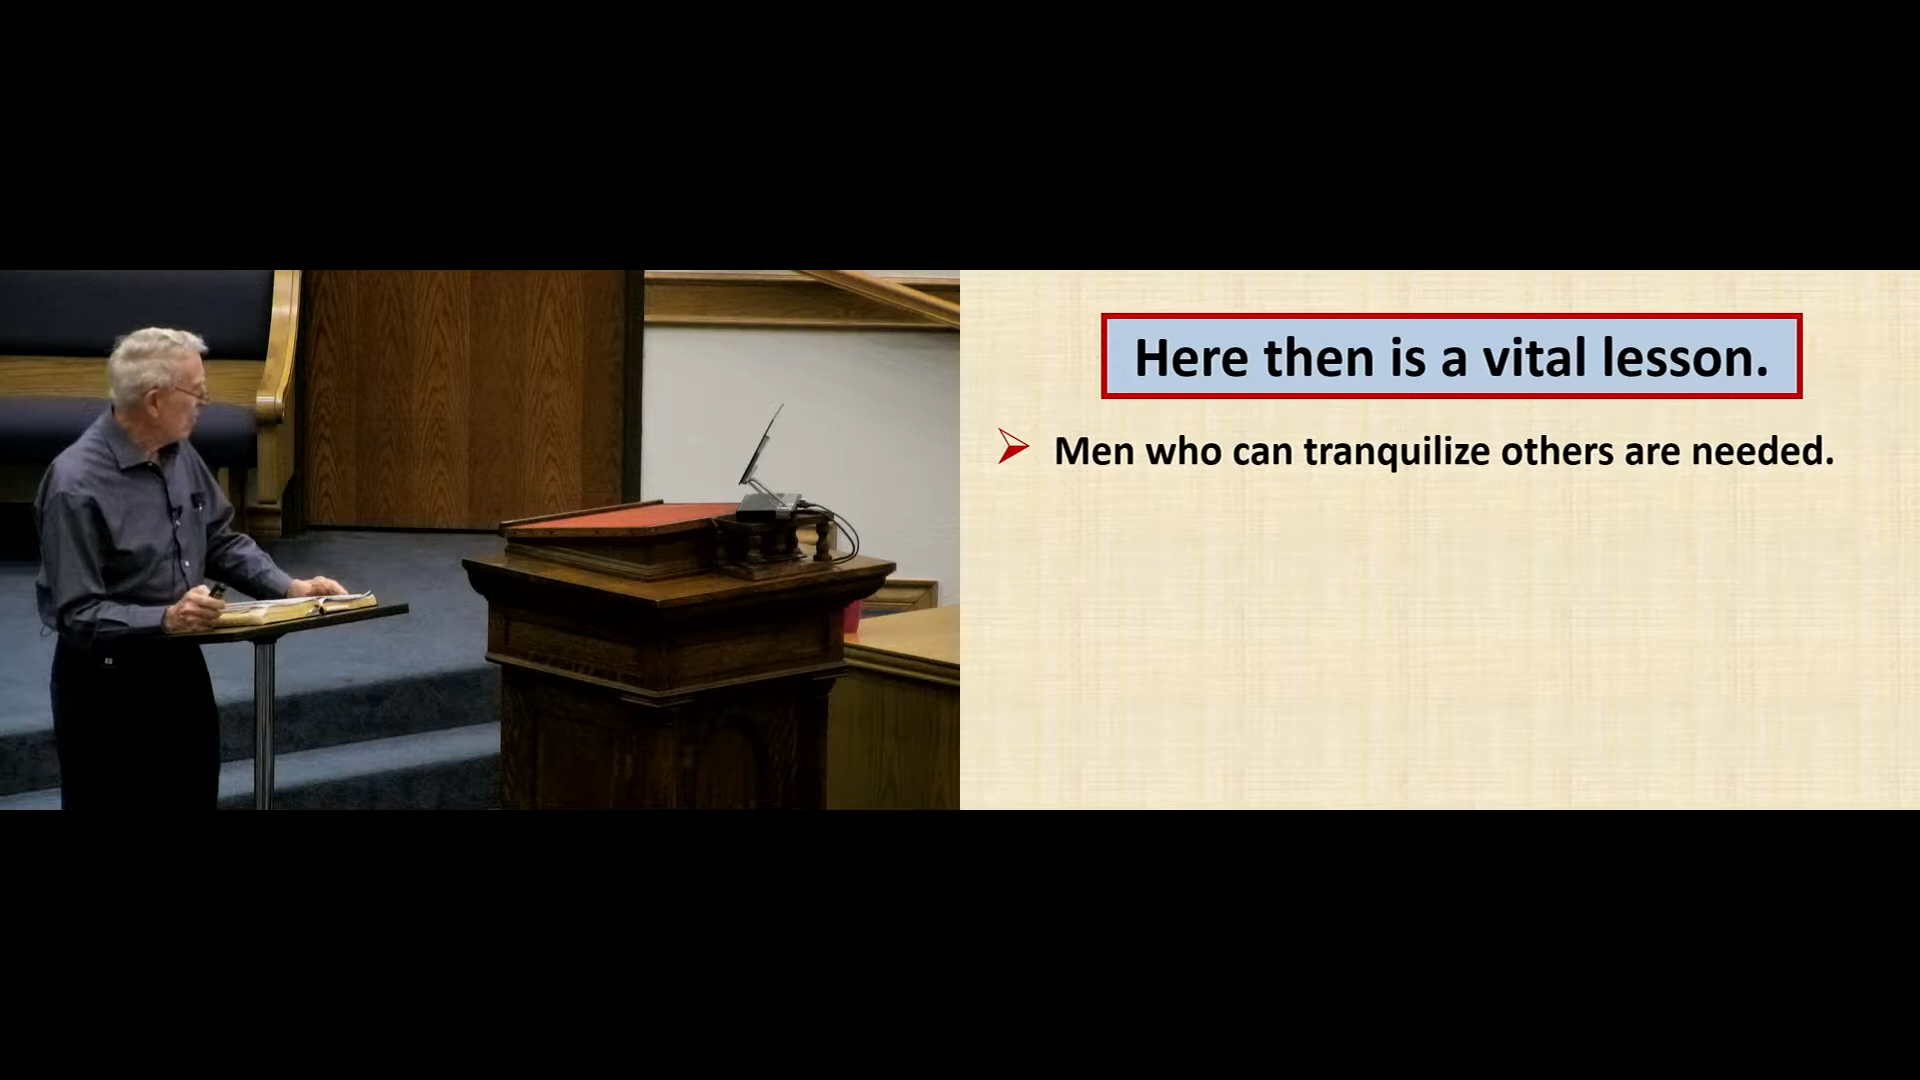 Here then is a vital lesson.
Men who can tranquilize others are needed.